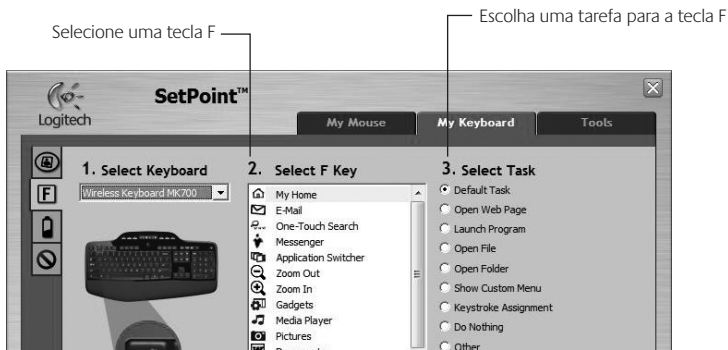 Escolha uma tarefa para a tecla F
Selecione uma tecla F
Logitech
SetPoint™
My Mouse
My Keyboard
Tools
1. Select Keyboard
Wireless Keyboard MK700
2. Select F Key
My Home
E-Mail
One-Touch Search
Messenger
Application Switcher
Zoom Out
Zoom In
Gadgets
Media Player
Pictures
3. Select Task
Default Task
Open Web Page
Launch Program
Open File
Open Folder
Show Custom Menu
Keystroke Assignment
Do Nothing
Other